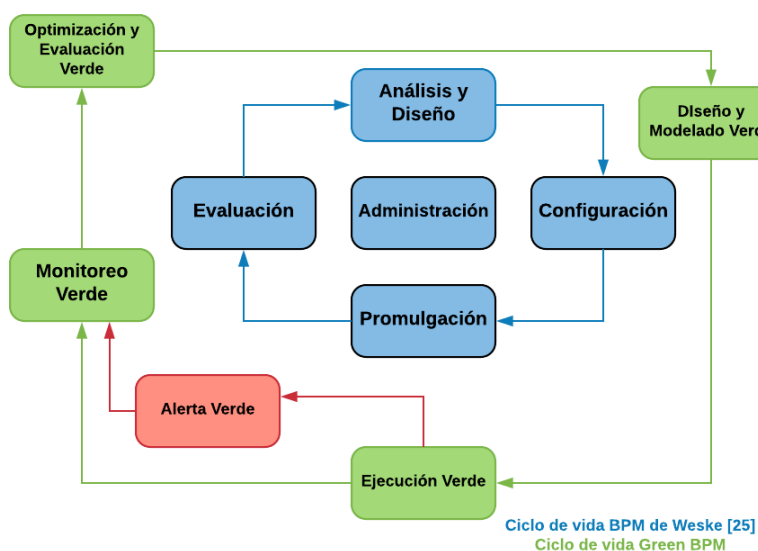 Optimización y
Evaluación
Verde
Análisis y
Diseño
DIseño y
Modelado Verd
Evaluación
Administración
Configuración
Monitoreo
Verde
Promulgación
Alerta Verde
Ejecución Verde
Ciclo de vida BPM de Weske [25]
Ciclo de vida Green BPM